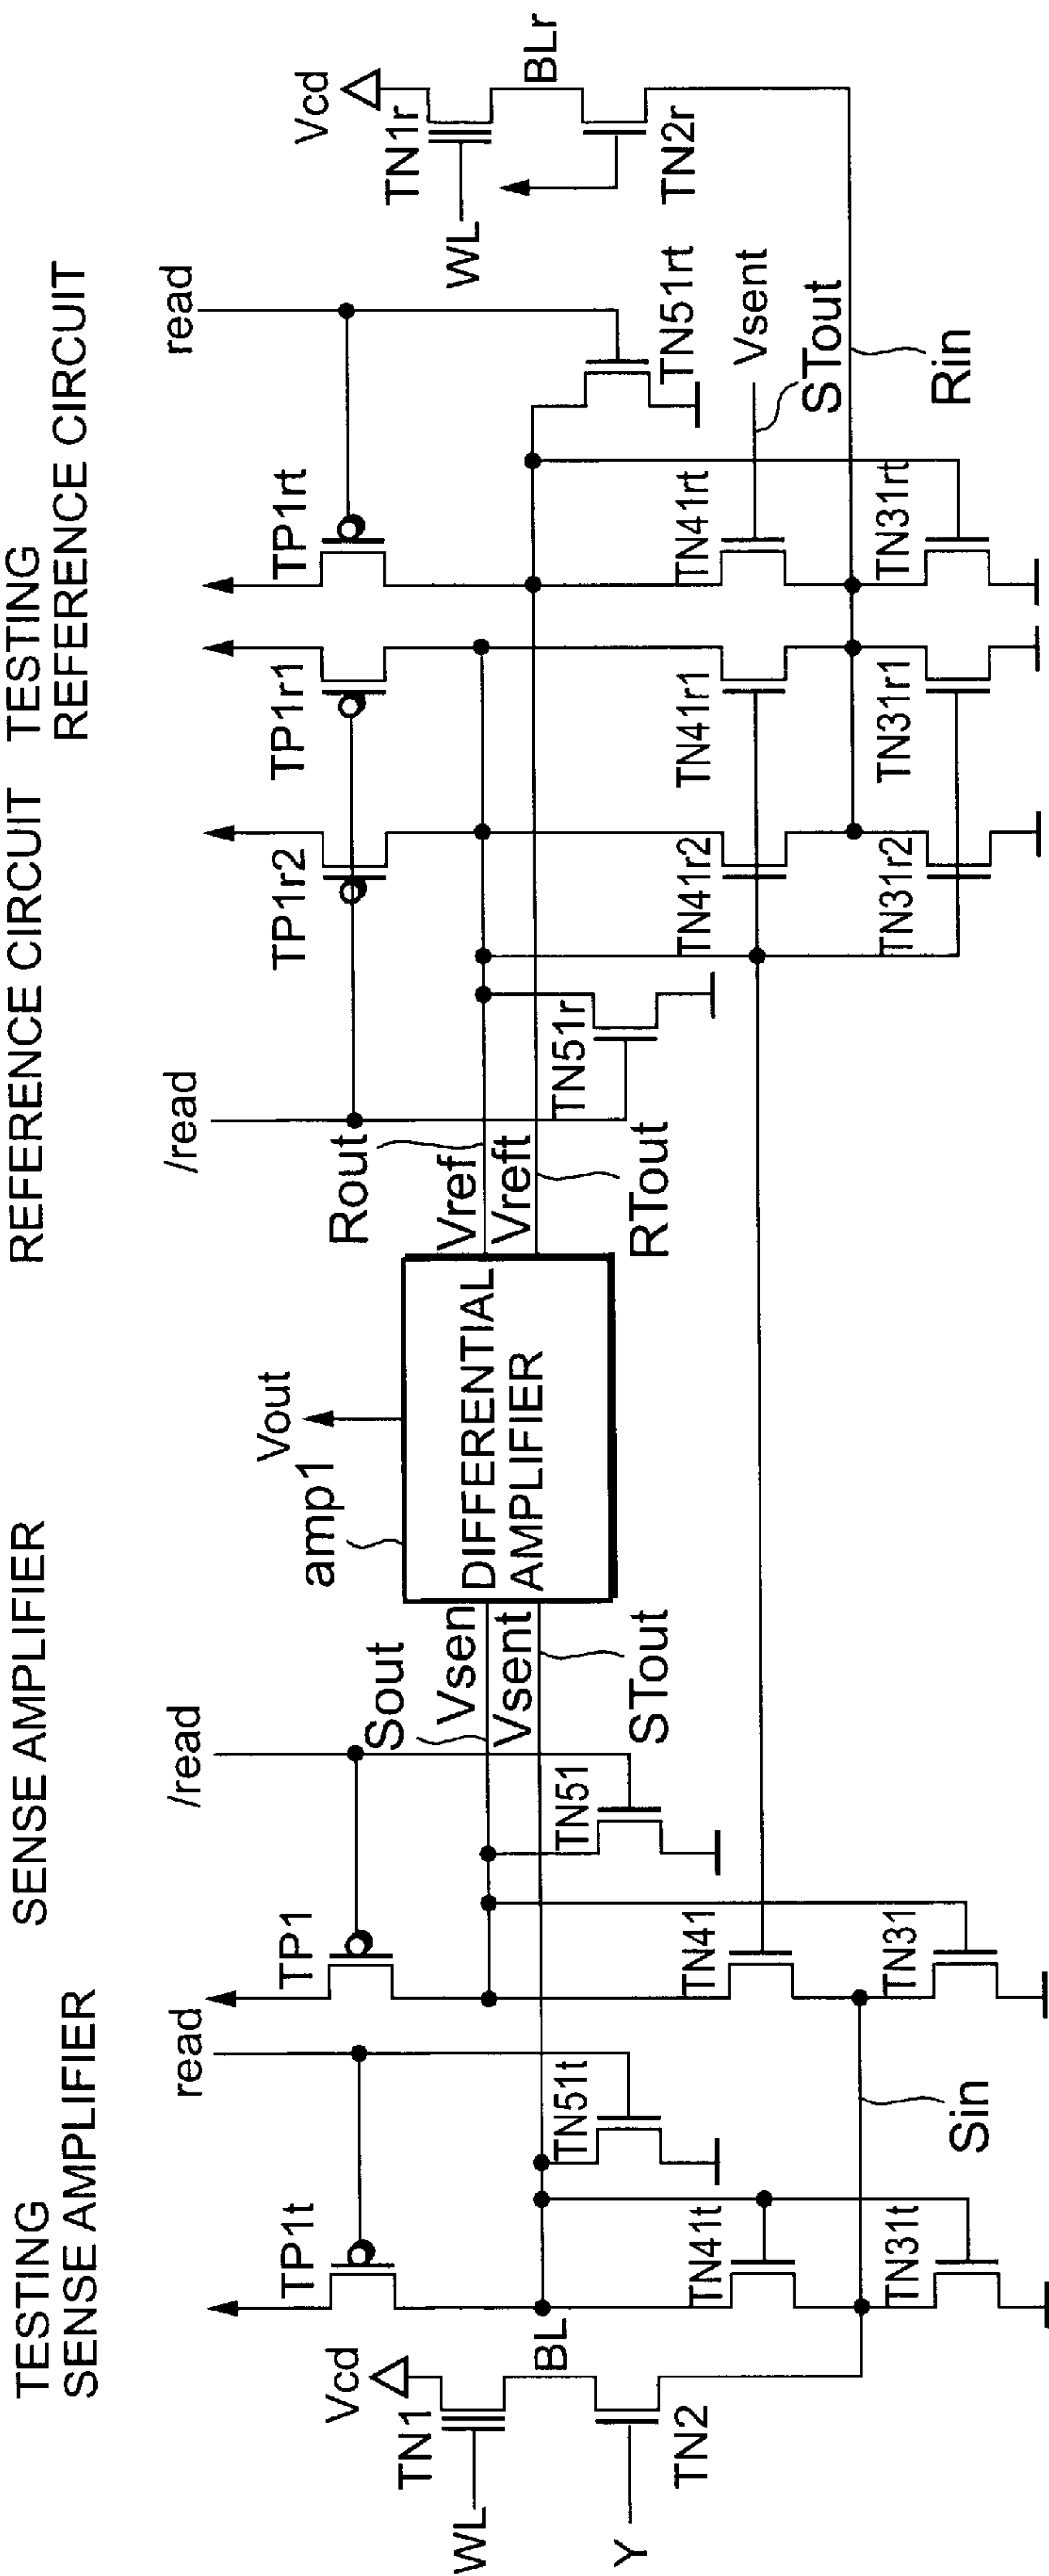 TESTING
SENSE AMPLIFIER
SENSE AMPLIFIER
REFERENCE CIRCUIT
TESTING
REFERENCE CIRCUIT
Vcd
TN1
WL
BL
Y
TN2
TP1t
read
TN51t
TN41t
TN31t
Sin
TP1
/read
TN51
TN41
TN31
Sout
Vsen
Vsent
STout
Vout
amp1
DIFFERENTIAL
AMPLIFIER
Rout
Vref
Vreft
RTout
/read
TN51r
TP1r2
TP1r1
TN41r2
TN41r1
TN31r2
TN31r1
TP1rt
read
TN51rt
TN41rt
TN31rt
Vsent
STout
Rin
Vcd
TN1r
WL
BLr
TN2r